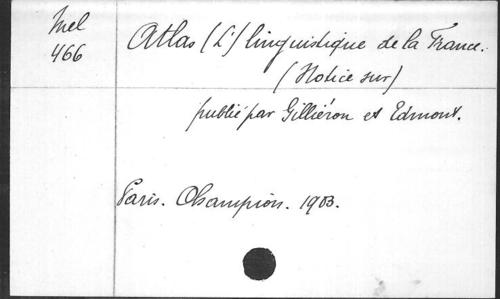 Mel
466
Atlas (L') linguistique de la France.
(Notice sur)
publié par Gilliéron et Edmont.
Paris. Champion. 1903.